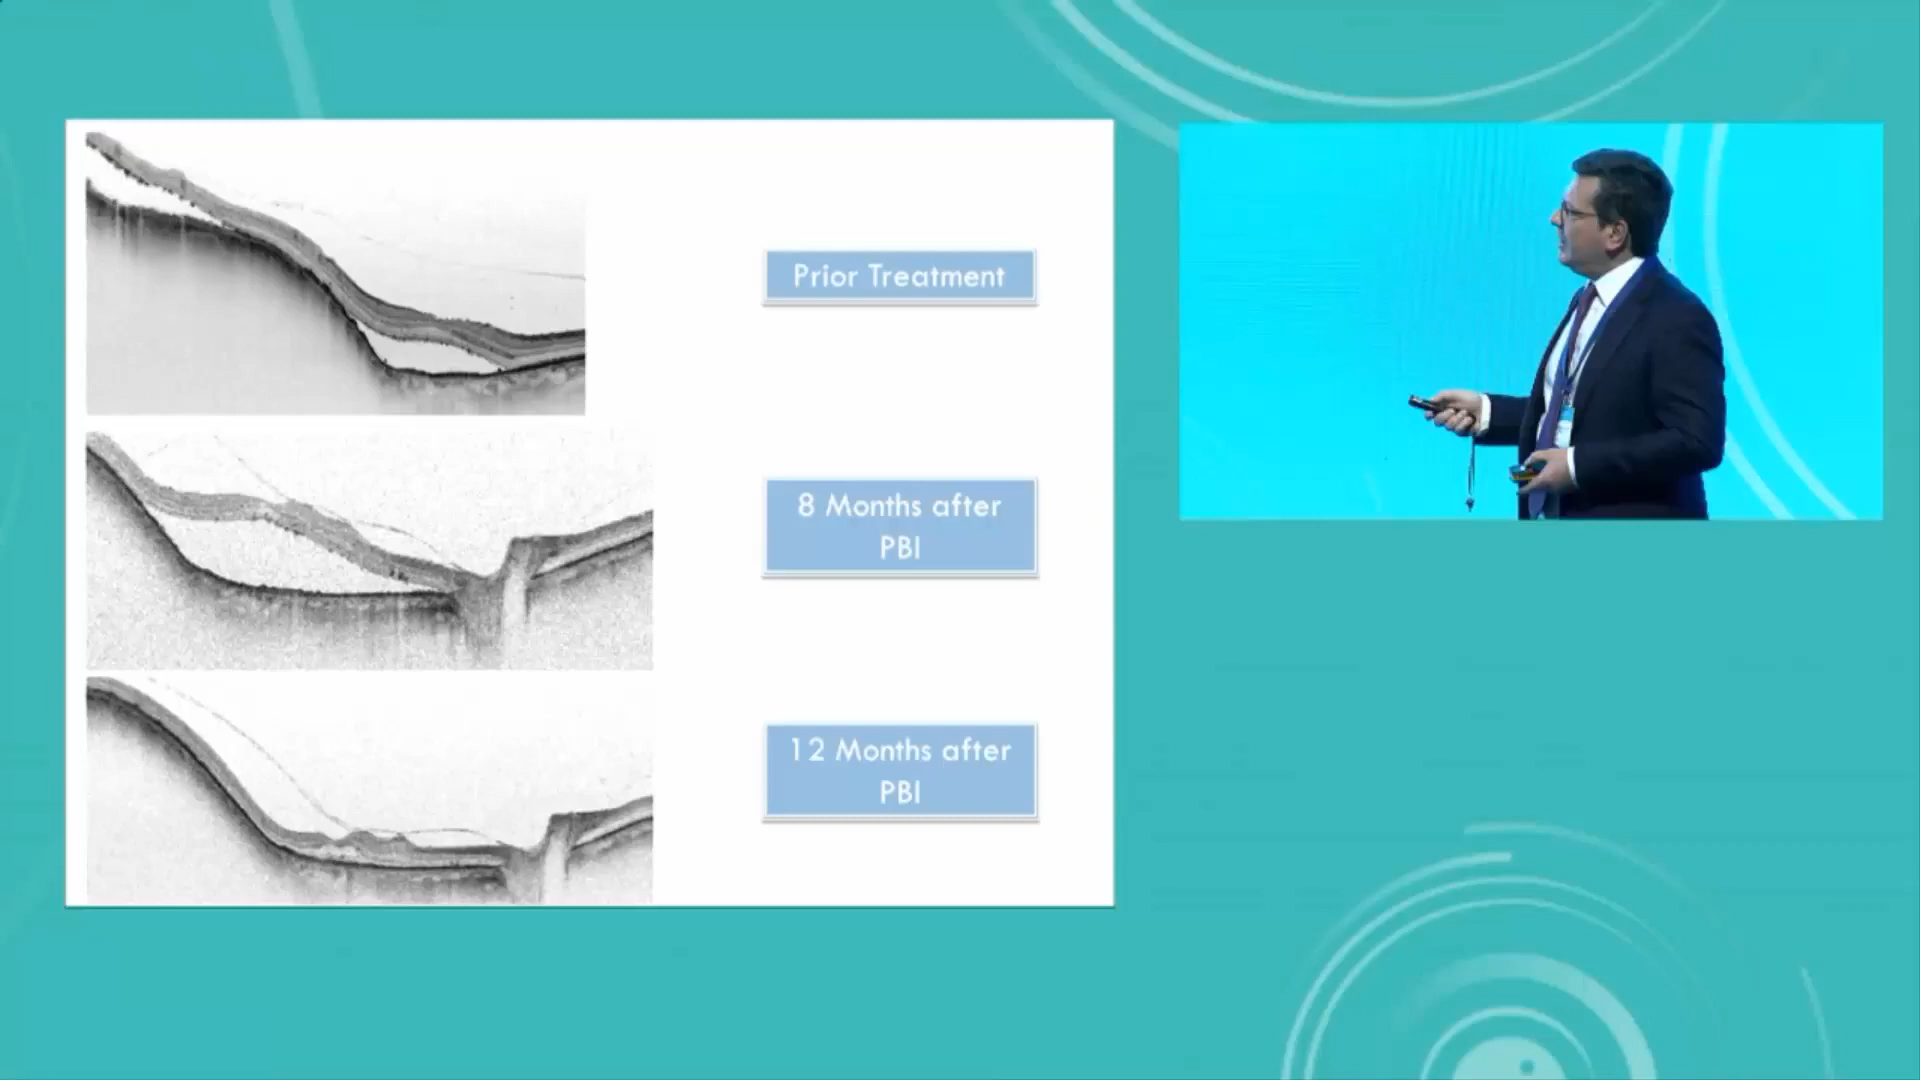 Prior Treatment
8 Months after
PBI
12 Months after
PBI